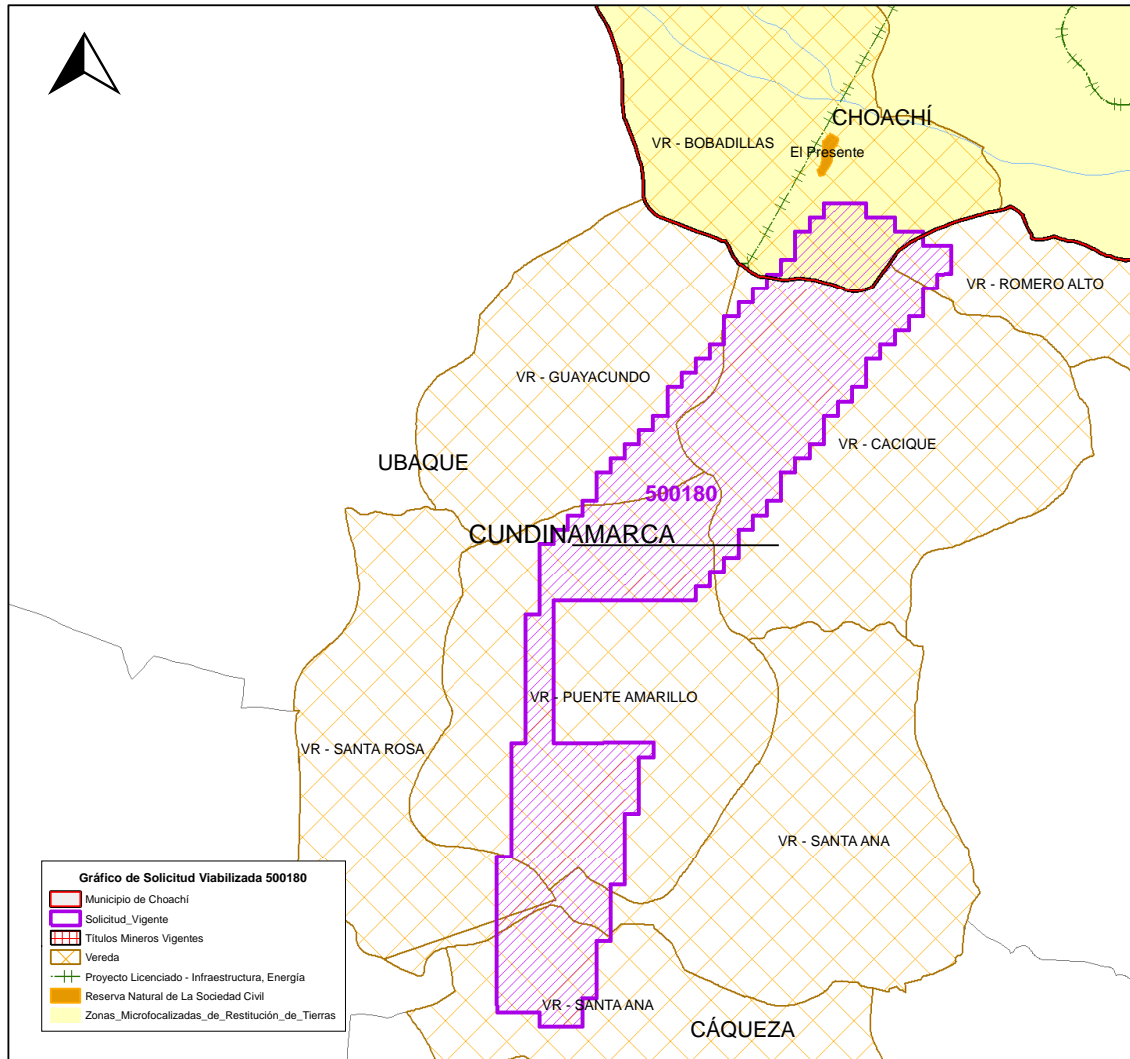 CHOACHÍ
VR - BOBADILLAS
El Presente
VR - ROMERO ALTO
VR - GUAYACUNDO
VR - CACIQUE
UBAQUE
500180
CUNDINAMARCA
VR - PUENTE AMARILLO
VR - SANTA ROSA
VR - SANTA ANA
VR - SANTA ANA
CÁQUEZA
Gráfico de Solicitud Viabilizada 500180
Municipio de Choachí
Solicitud_Vigente
Títulos Mineros Vigentes
Vereda
Proyecto Licenciado - Infraestructura, Energía
Reserva Natural de La Sociedad Civil
Zonas_Microfocalizadas_de_Restitución_de_Tierras